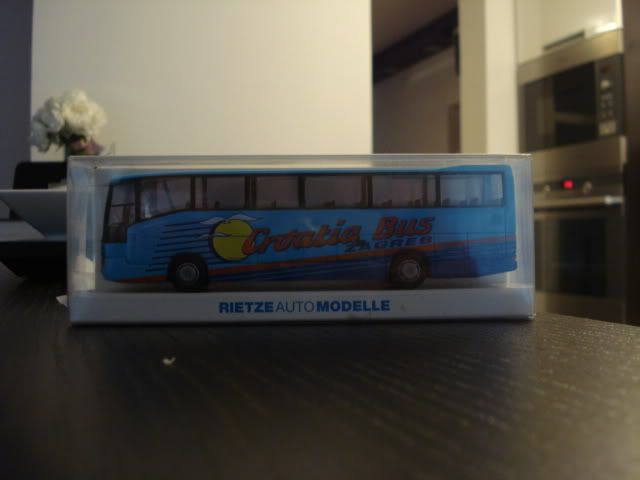 Croatia Bus
ZAGREB
RIETZE AUTO MODELLE